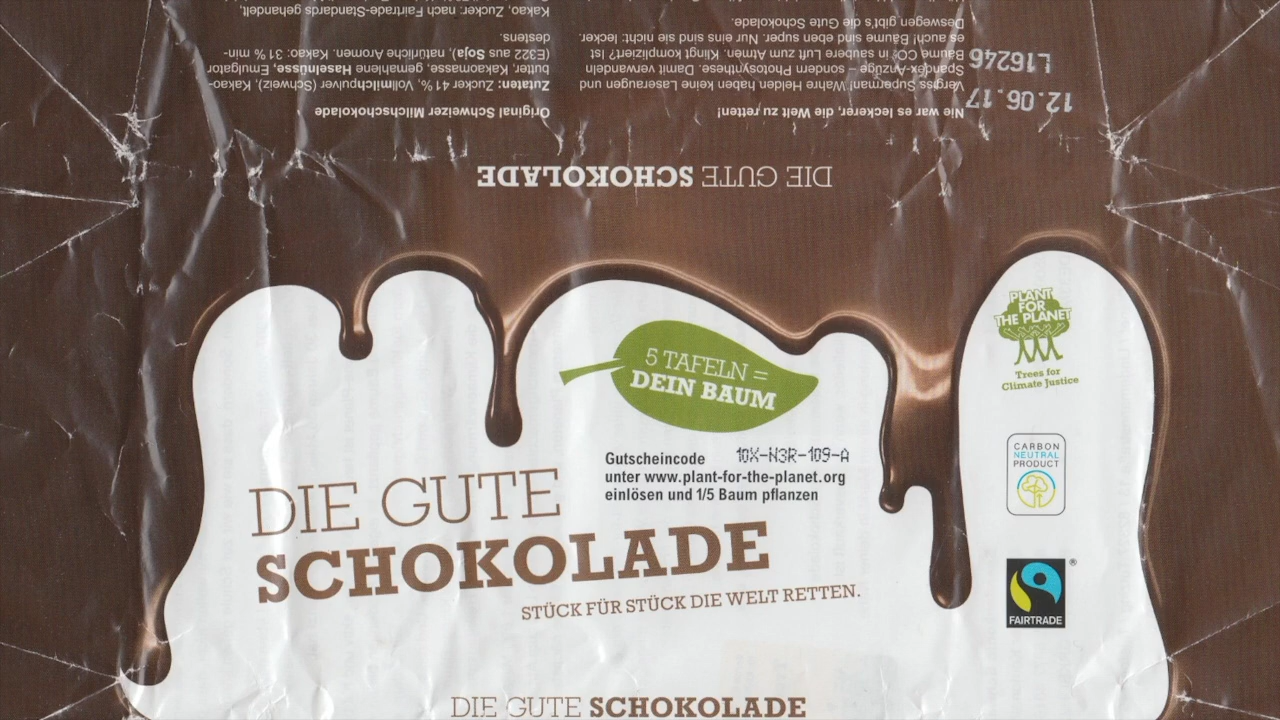 DIE GUTE SCHOKOLADE
Nie war es leckerer, die Welt zu retten!
Vergiss Superman! Wahre Helden haben keine Laseraugen und
Spandex-Anzüge – sondern Photosynthese. Damit verwandeln
Bäume CO₂ in saubere Luft zum Atmen. Klingt kompliziert? Ist
es auch! Bäume sind eben super. Nur eins sind sie nicht: lecker.
Deswegen gibt's die Gute Schokolade.
Original Schweizer Milchschokolade
Zutaten: Zucker 41%, Vollmilchpulver (Schweiz), Kakao-
butter, Kakaomasse, gemahlene Haselnüsse, Emulgator
(E322 aus Soja), natürliche Aromen. Kakao: 31% min-
destens.
Kakao, Zucker: nach Fairtrade-Standards gehandelt,
12.06.17
L16246
5 TAFELN =
DEIN BAUM
Gutscheincode 10X-N3R-109-A
unter www.plant-for-the-planet.org
einlösen und 1/5 Baum pflanzen
DIE GUTE
SCHOKOLADE
STÜCK FÜR STÜCK DIE WELT RETTEN.
PLANT
FOR
THE PLANET
Trees for
Climate Justice
CARBON
NEUTRAL
PRODUCT
®
FAIRTRADE
DIE GUTE SCHOKOLADE